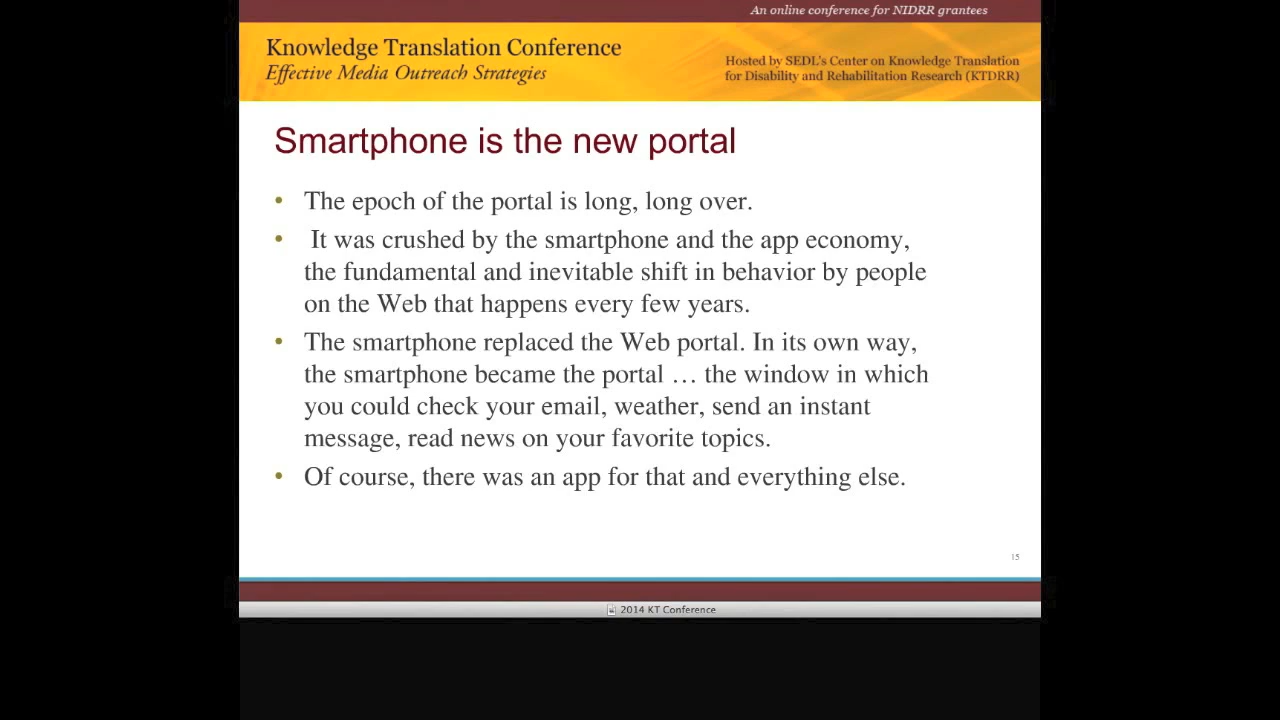 An online conference for NIDRR grantees
Knowledge Translation Conference
Effective Media Outreach Strategies
Hosted by SEDL's Center on Knowledge Translation
for Disability and Rehabilitation Research (KTDRR)
Smartphone is the new portal
• The epoch of the portal is long, long over.
• It was crushed by the smartphone and the app economy,
the fundamental and inevitable shift in behavior by people
on the Web that happens every few years.
• The smartphone replaced the Web portal. In its own way,
the smartphone became the portal … the window in which
you could check your email, weather, send an instant
message, read news on your favorite topics.
• Of course, there was an app for that and everything else.
15
2014 KT Conference